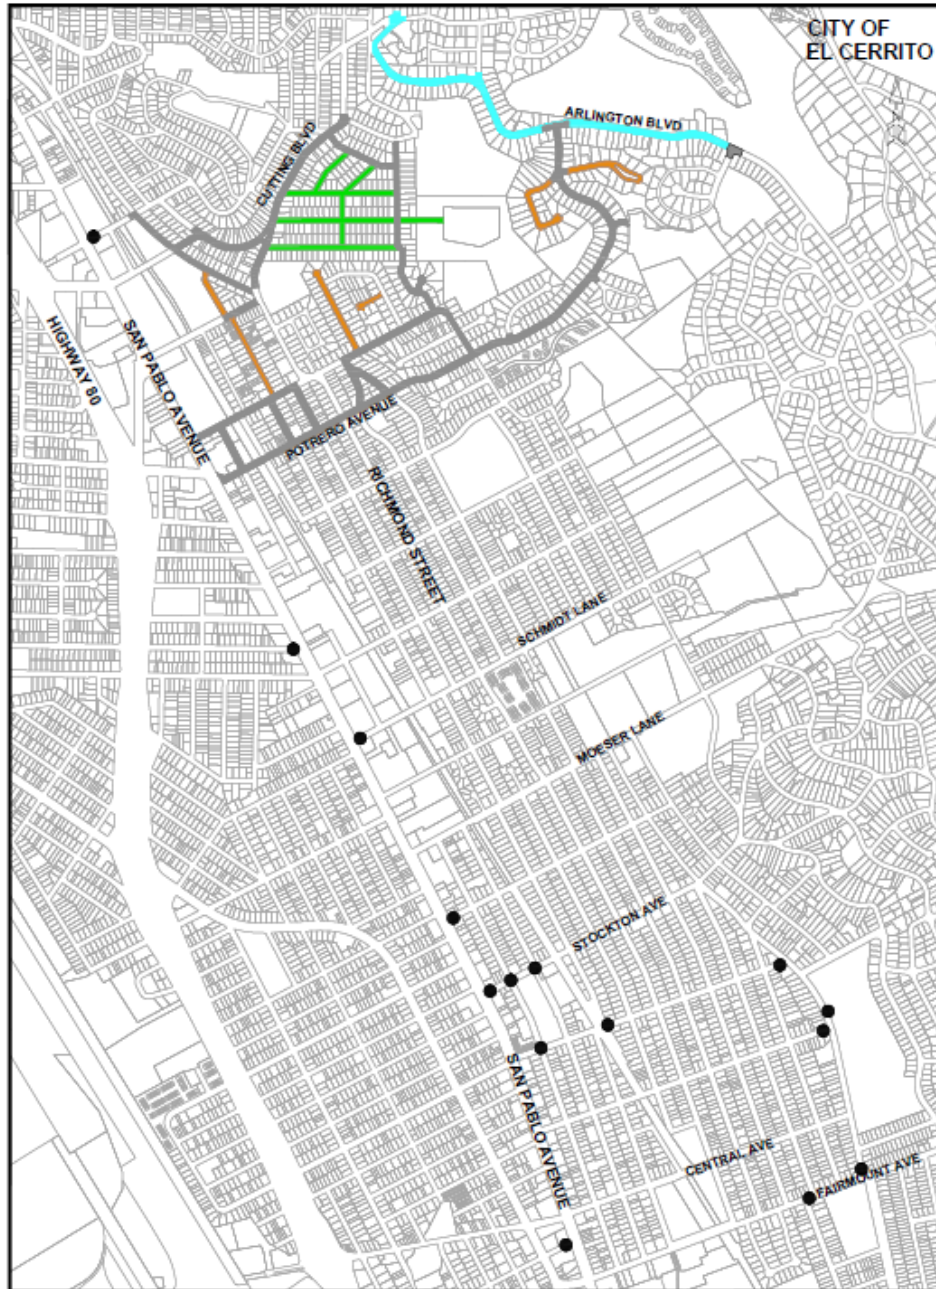 CITY OF
EL CERRITO
ARLINGTON BLVD
CUTTING BLVD
HIGHWAY 80
SAN PABLO AVENUE
POTRERO AVENUE
RICHMOND STREET
SCHMIDT LANE
MOESER LANE
STOCKTON AVE
SAN PABLO AVENUE
CENTRAL AVE
FAIRMOUNT AVE